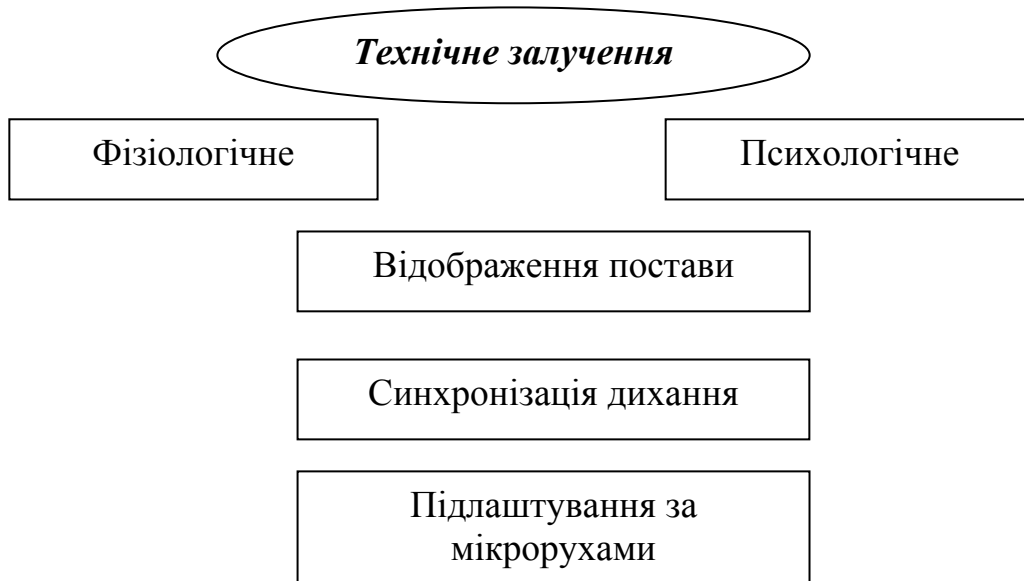 Технічне залучення
Фізіологічне
Психологічне
Відображення постави
Синхронізація дихання
Підлаштування за
мікрорухами